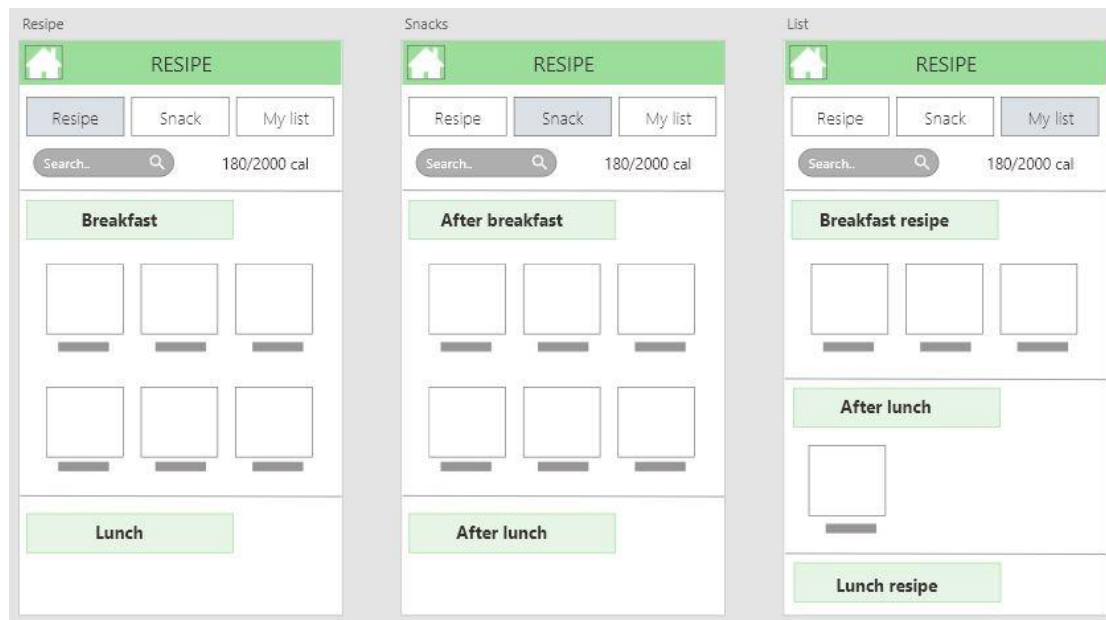 Resipe
RESIPE
Resipe Snack My list
Search.. 180/2000 cal
Breakfast
Lunch
Snacks
RESIPE
Resipe Snack My list
Search.. 180/2000 cal
After breakfast
After lunch
List
RESIPE
Resipe Snack My list
Search.. 180/2000 cal
Breakfast resipe
After lunch
Lunch resipe